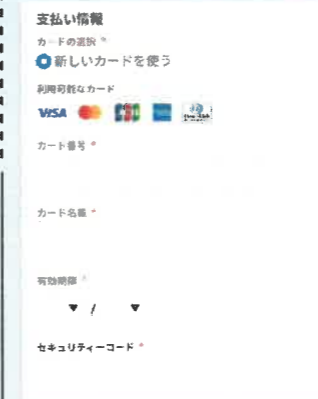 支払い情報
カードの選択 *
新しいカードを使う
利用可能なカード
VISA
JCB
カード番号 *
カード名義 *
有効期限 *
/
セキュリティーコード *